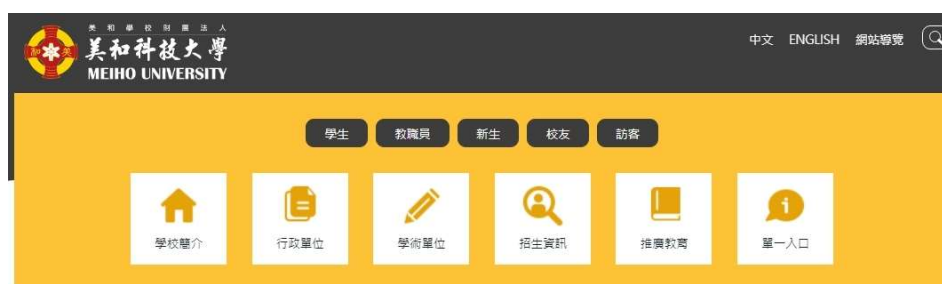 美和學校財團法人
美和科技大學
MEIHO UNIVERSITY
中文 ENGLISH 網站導覽
學生 教職員 新生 校友 訪客
學校簡介 行政單位 學術單位 招生資訊 推廣教育 單一入口